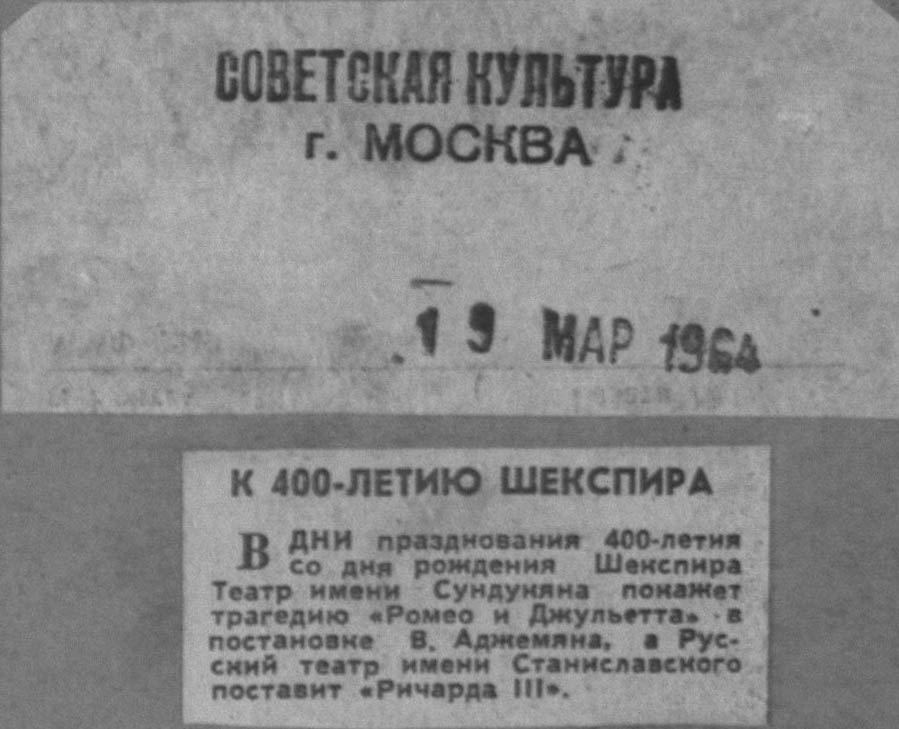 СОВЕТСКАЯ КУЛЬТУРА
г. МОСКВА
19 МАР 1964
К 400-ЛЕТИЮ ШЕКСПИРА
В ДНИ празднования 400-летия
со дня рождения Шекспира
Театр имени Сундукяна покажет
трагедию «Ромео и Джульетта» в
постановке В. Аджемяна, а Рус-
ский театр имени Станиславского
поставит «Ричарда III».